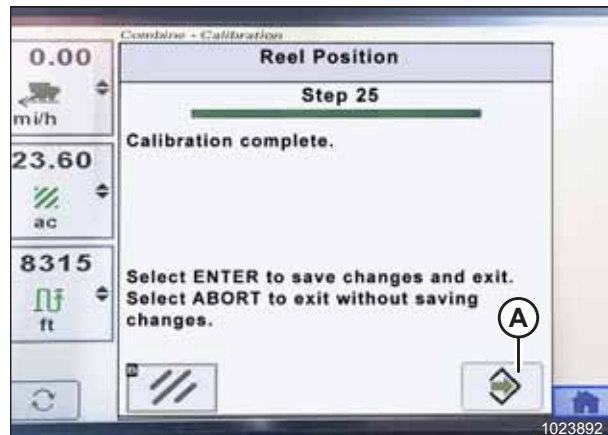 Combine - Calibration
Reel Position
Step 25
0.00
mi/h
Calibration complete.
23.60
ac
8315
ft
Select ENTER to save changes and exit.
Select ABORT to exit without saving
changes.
A
1023892